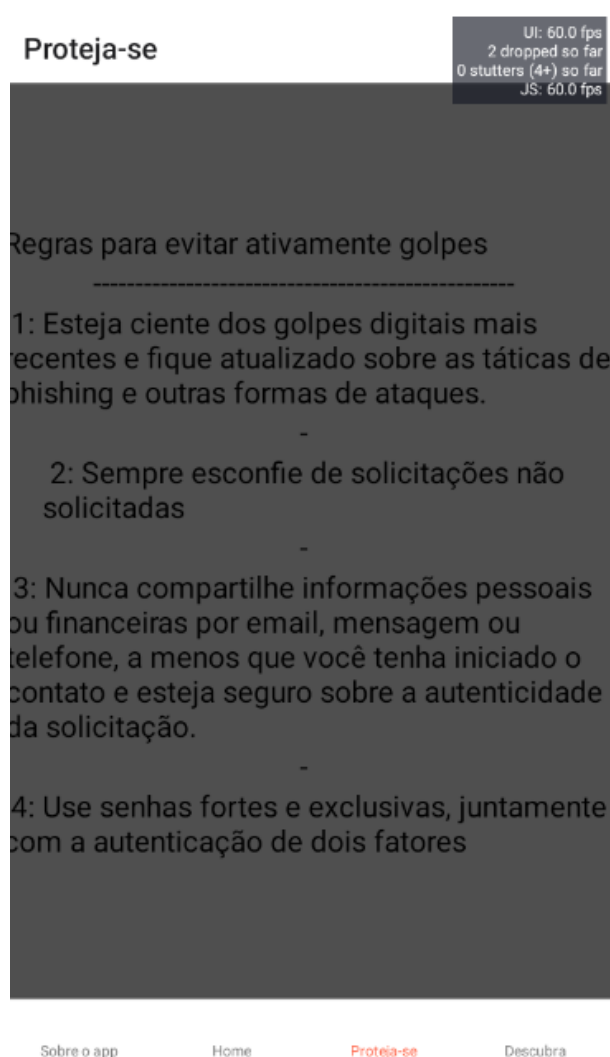 Proteja-se
UI: 60.0 fps
2 dropped so far
0 stutters (4+) so far
JS: 60.0 fps
Regras para evitar ativamente golpes
--------------------------------------------------
1: Esteja ciente dos golpes digitais mais
recentes e fique atualizado sobre as táticas de
phishing e outras formas de ataques.
-
2: Sempre esconfie de solicitações não
solicitadas
-
3: Nunca compartilhe informações pessoais
ou financeiras por email, mensagem ou
telefone, a menos que você tenha iniciado o
contato e esteja seguro sobre a autenticidade
da solicitação.
-
4: Use senhas fortes e exclusivas, juntamente
com a autenticação de dois fatores
Sobre o app
Home
Proteja-se
Descubra